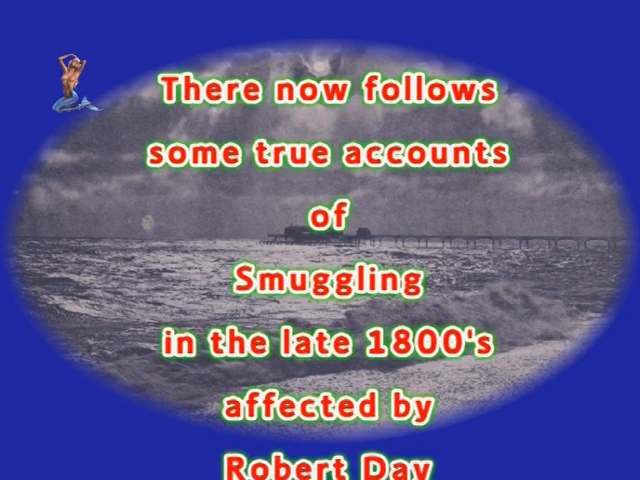 There now follows
some true accounts
of
Smuggling
in the late 1800's
affected by
Robert Day